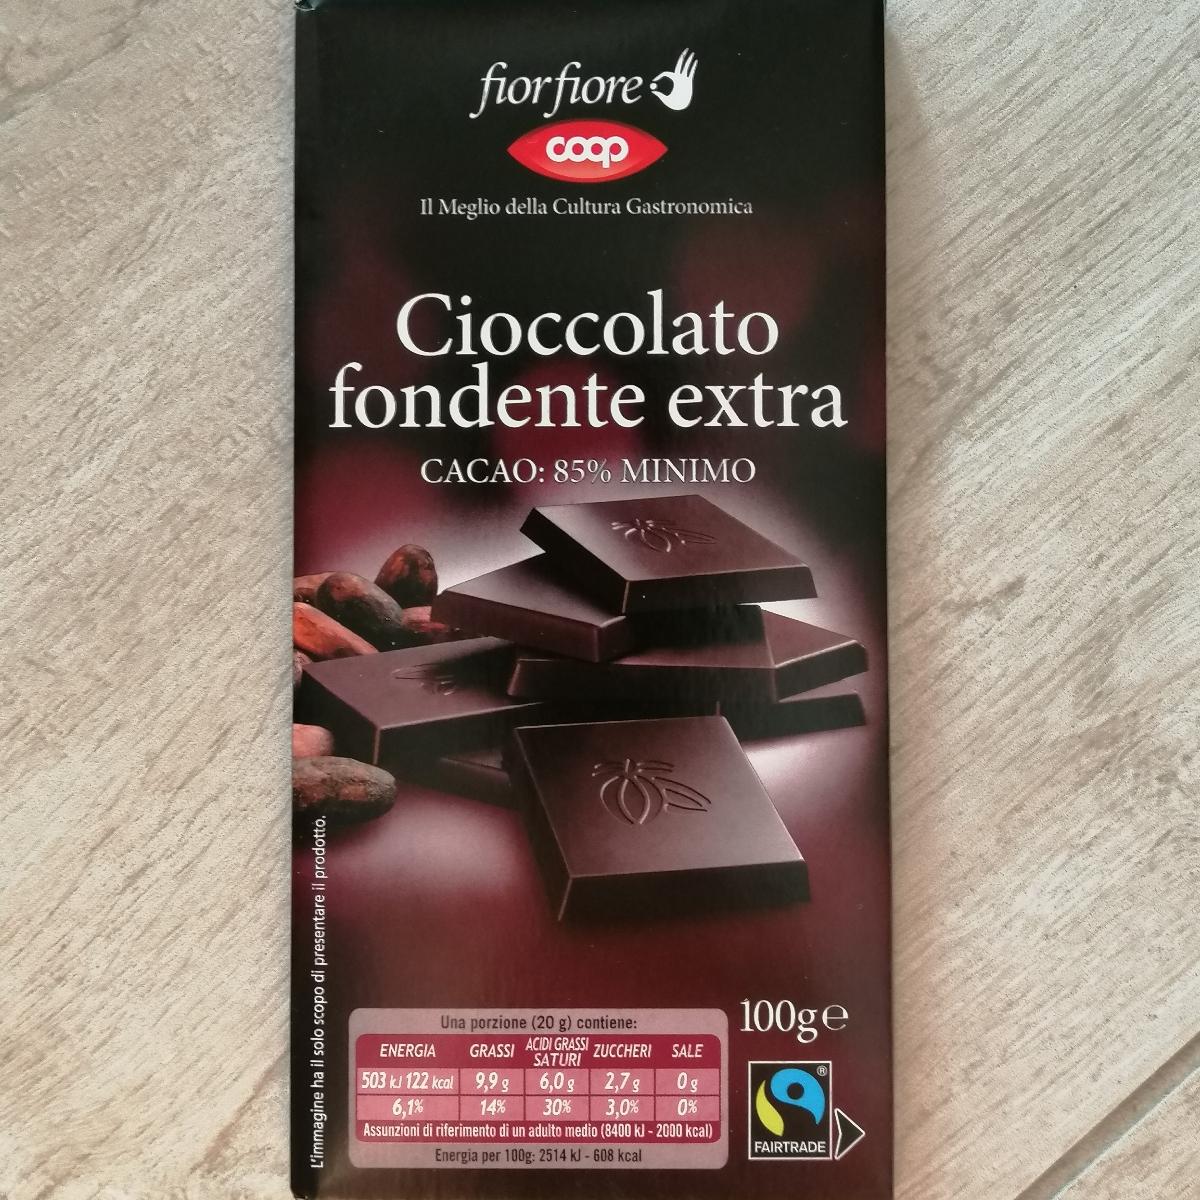 fiorfiore
coop
Il Meglio della Cultura Gastronomica
Cioccolato
fondente extra
CACAO: 85% MINIMO
L'immagine ha il solo scopo di presentare il prodotto.
100g e
Una porzione (20 g) contiene:
ENERGIA GRASSI ACIDI GRASSI SATURI ZUCCHERI SALE
503 kJ 122 kcal 9,9 g 6,0 g 2,7 g 0 g
6,1% 14% 30% 3,0% 0%
Assunzioni di riferimento di un adulto medio (8400 kJ - 2000 kcal)
Energia per 100g: 2514 kJ - 608 kcal
®
FAIRTRADE